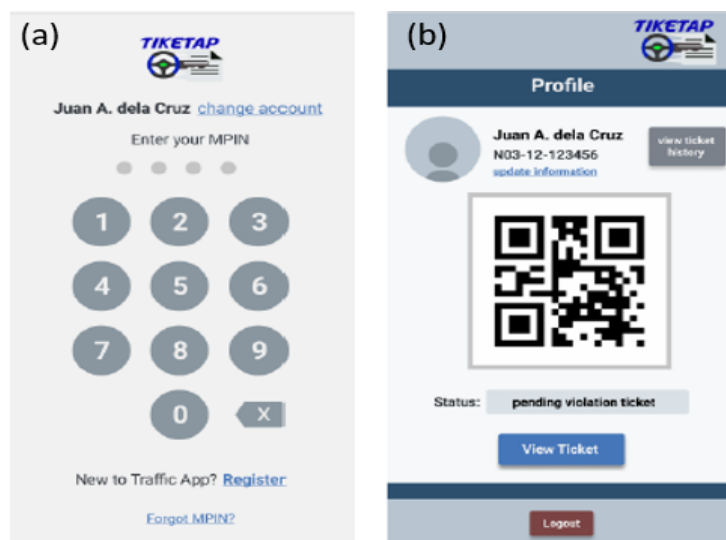 (a)
TIKETAP
Juan A. dela Cruz change account
Enter your MPIN
1 2 3
4 5 6
7 8 9
0 X
New to Traffic App? Register
Forgot MPIN?
(b)
TIKETAP
Profile
Juan A. dela Cruz
N03-12-123456
update information
view ticket
history
Status: pending violation ticket
View Ticket
Logout